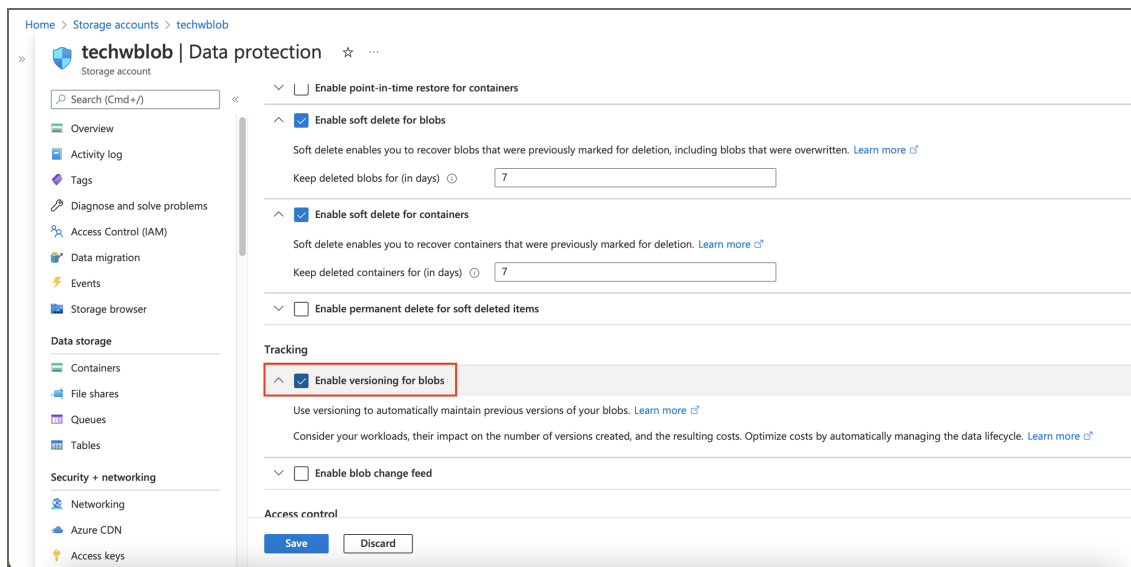 Home > Storage accounts > techwblob
techwblob | Data protection
Storage account
Search (Cmd+/)
Overview
Activity log
Tags
Diagnose and solve problems
Access Control (IAM)
Data migration
Events
Storage browser
Data storage
Containers
File shares
Queues
Tables
Security + networking
Networking
Azure CDN
Access keys
Enable point-in-time restore for containers
Enable soft delete for blobs
Soft delete enables you to recover blobs that were previously marked for deletion, including blobs that were overwritten. Learn more
Keep deleted blobs for (in days) 7
Enable soft delete for containers
Soft delete enables you to recover containers that were previously marked for deletion. Learn more
Keep deleted containers for (in days) 7
Enable permanent delete for soft deleted items
Tracking
Enable versioning for blobs
Use versioning to automatically maintain previous versions of your blobs. Learn more
Consider your workloads, their impact on the number of versions created, and the resulting costs. Optimize costs by automatically managing the data lifecycle. Learn more
Enable blob change feed
Access control
Save Discard